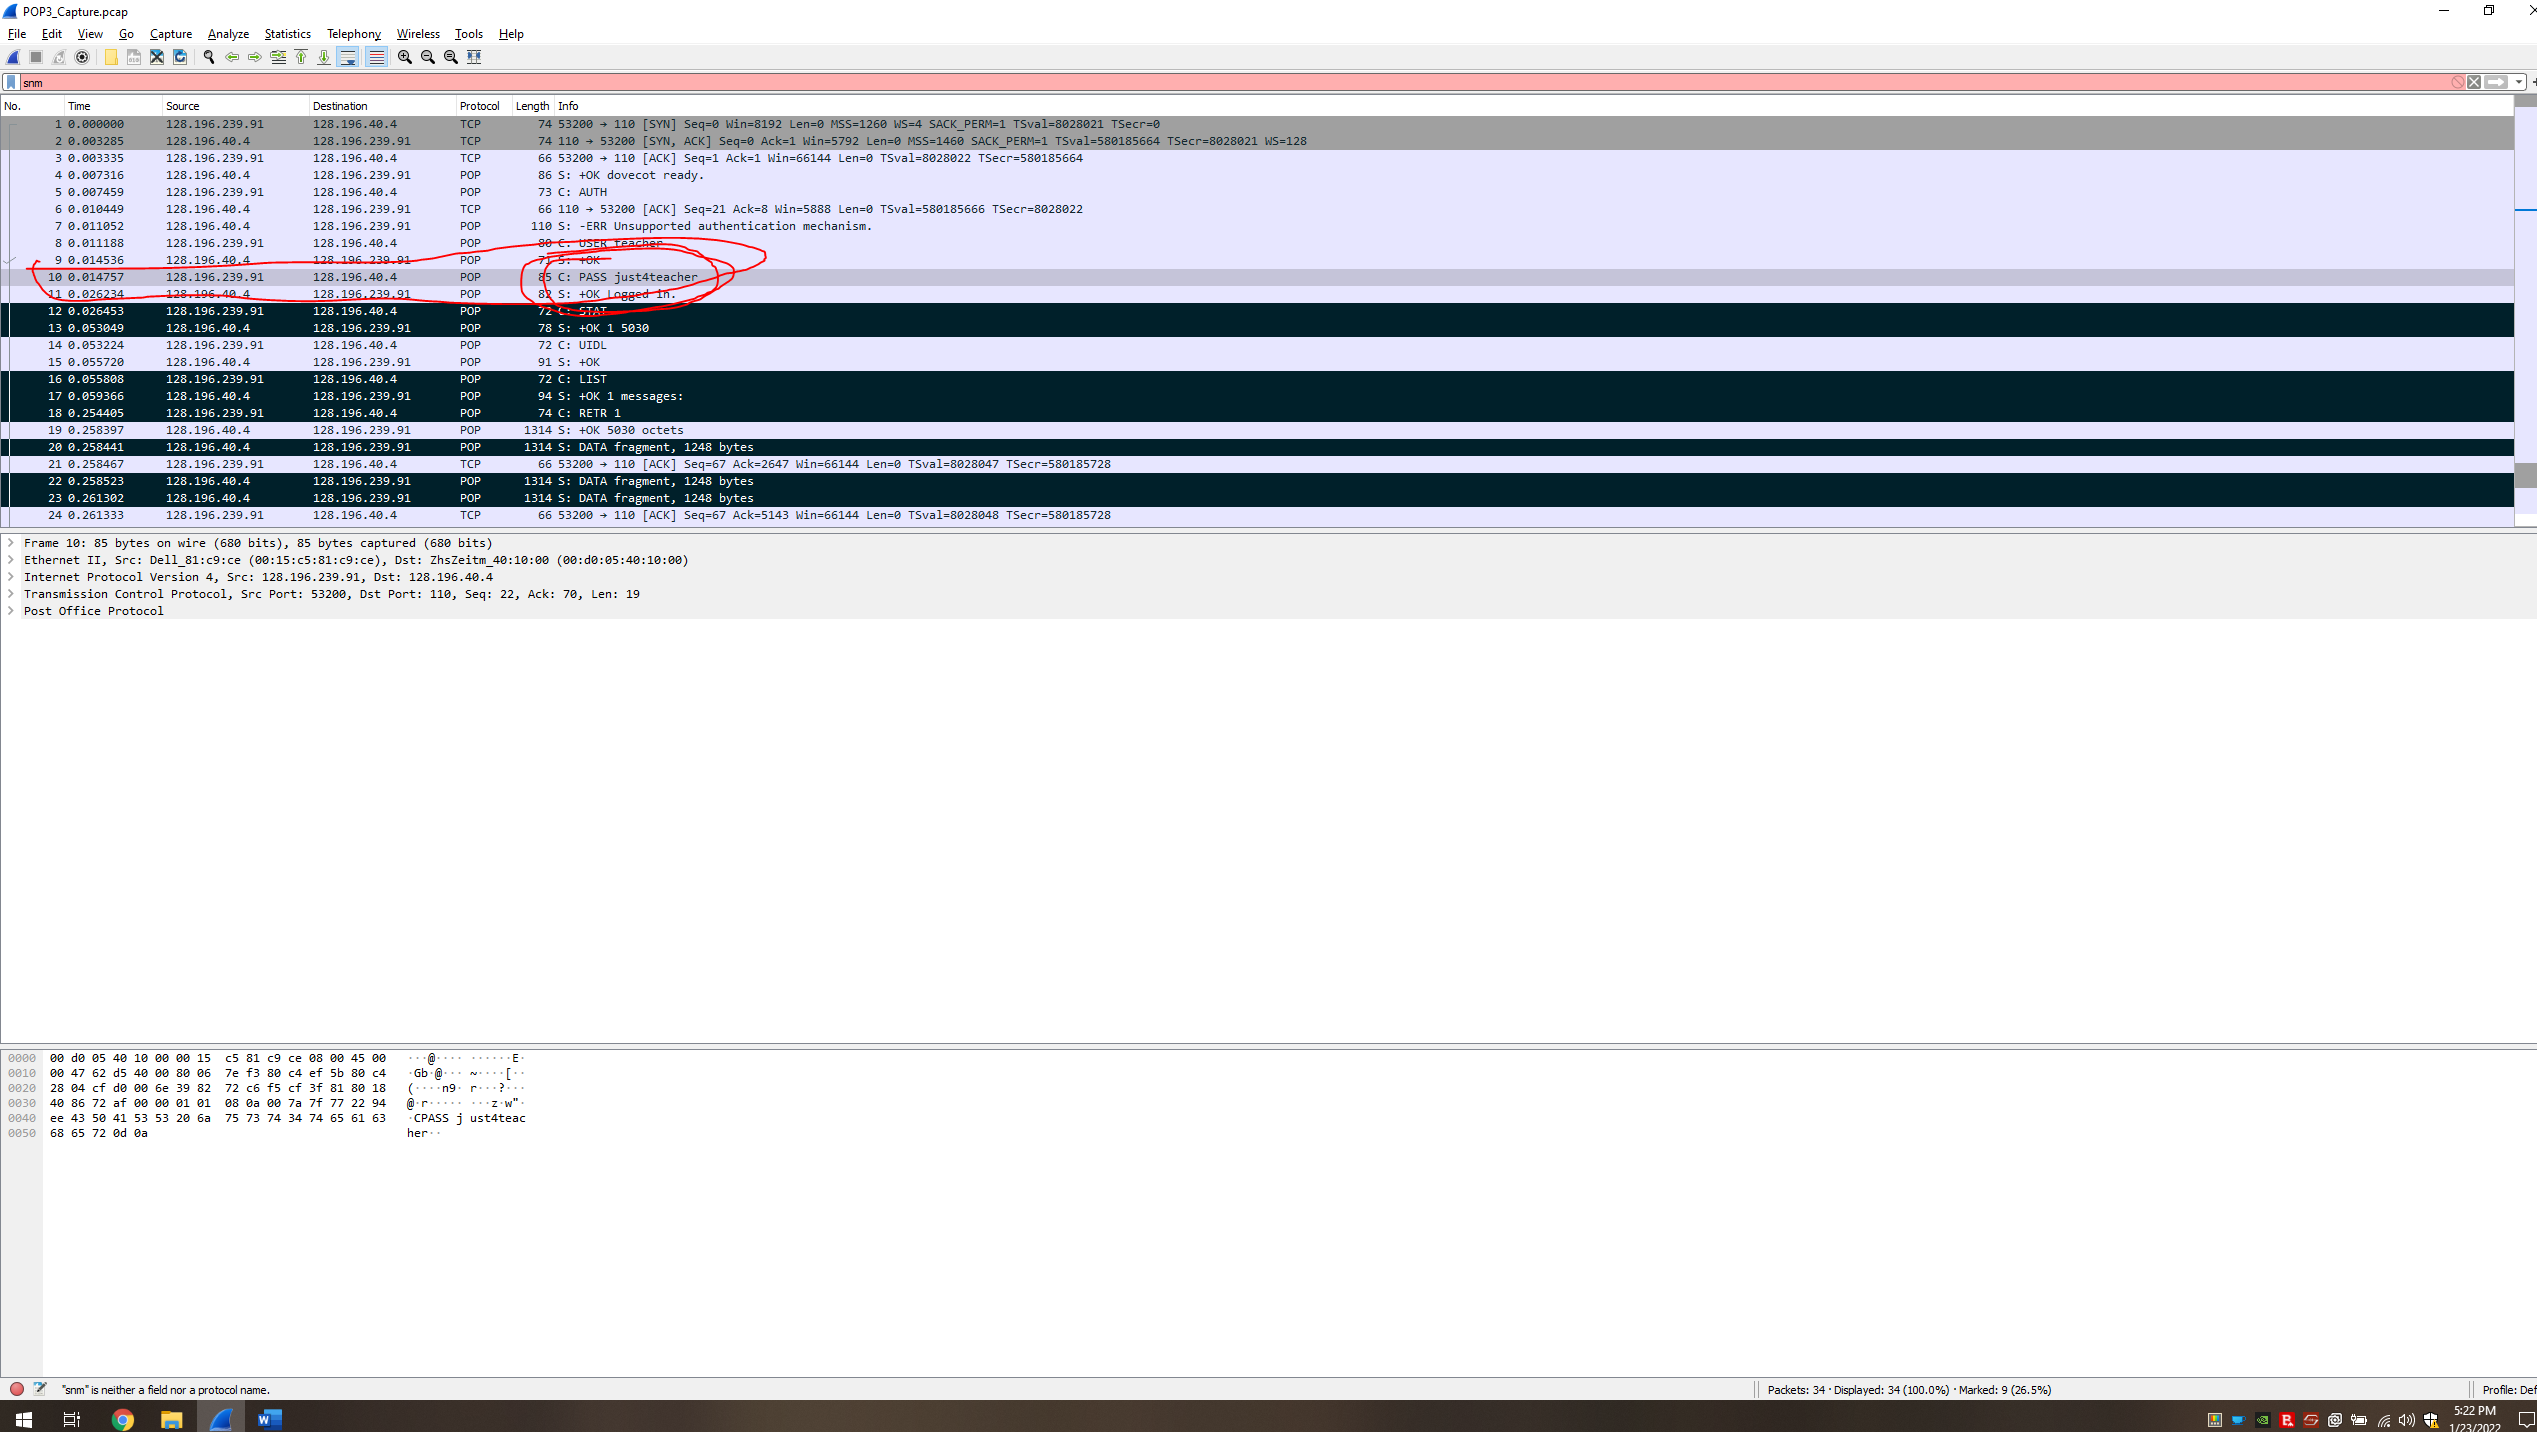 POP3_Capture.pcap
File Edit View Go Capture Analyze Statistics Telephony Wireless Tools Help
snm
No. Time Source Destination Protocol Length Info
1 0.000000 128.196.239.91 128.196.40.4 TCP 74 53200 → 110 [SYN] Seq=0 Win=8192 Len=0 MSS=1260 WS=4 SACK_PERM=1 TSval=8028021 TSecr=0
2 0.003285 128.196.40.4 128.196.239.91 TCP 74 110 → 53200 [SYN, ACK] Seq=0 Ack=1 Win=5792 Len=0 MSS=1460 SACK_PERM=1 TSval=580185664 TSecr=8028021 WS=128
3 0.003335 128.196.239.91 128.196.40.4 TCP 66 53200 → 110 [ACK] Seq=1 Ack=1 Win=66144 Len=0 TSval=8028022 TSecr=580185664
4 0.007316 128.196.40.4 128.196.239.91 POP 86 S: +OK dovecot ready.
5 0.007459 128.196.239.91 128.196.40.4 POP 73 C: AUTH
6 0.010449 128.196.40.4 128.196.239.91 TCP 66 110 → 53200 [ACK] Seq=21 Ack=8 Win=5888 Len=0 TSval=580185666 TSecr=8028022
7 0.011052 128.196.40.4 128.196.239.91 POP 110 S: -ERR Unsupported authentication mechanism.
8 0.011188 128.196.239.91 128.196.40.4 POP 80 C: USER teacher
9 0.014536 128.196.40.4 128.196.239.91 POP 71 S: +OK
10 0.014757 128.196.239.91 128.196.40.4 POP 85 C: PASS just4teacher
11 0.026234 128.196.40.4 128.196.239.91 POP 82 S: +OK Logged in.
12 0.026453 128.196.239.91 128.196.40.4 POP 72 C: STAT
13 0.053049 128.196.40.4 128.196.239.91 POP 78 S: +OK 1 5030
14 0.053224 128.196.239.91 128.196.40.4 POP 72 C: UIDL
15 0.055720 128.196.40.4 128.196.239.91 POP 91 S: +OK
16 0.055808 128.196.239.91 128.196.40.4 POP 72 C: LIST
17 0.059366 128.196.40.4 128.196.239.91 POP 94 S: +OK 1 messages:
18 0.254405 128.196.239.91 128.196.40.4 POP 74 C: RETR 1
19 0.258397 128.196.40.4 128.196.239.91 POP 1314 S: +OK 5030 octets
20 0.258441 128.196.40.4 128.196.239.91 POP 1314 S: DATA fragment, 1248 bytes
21 0.258467 128.196.239.91 128.196.40.4 TCP 66 53200 → 110 [ACK] Seq=67 Ack=2647 Win=66144 Len=0 TSval=8028047 TSecr=580185728
22 0.258523 128.196.40.4 128.196.239.91 POP 1314 S: DATA fragment, 1248 bytes
23 0.261302 128.196.40.4 128.196.239.91 POP 1314 S: DATA fragment, 1248 bytes
24 0.261333 128.196.239.91 128.196.40.4 TCP 66 53200 → 110 [ACK] Seq=67 Ack=5143 Win=66144 Len=0 TSval=8028048 TSecr=580185728
Frame 10: 85 bytes on wire (680 bits), 85 bytes captured (680 bits)
Ethernet II, Src: Dell_81:c9:ce (00:15:c5:81:c9:ce), Dst: ZhsZeitm_40:10:00 (00:d0:05:40:10:00)
Internet Protocol Version 4, Src: 128.196.239.91, Dst: 128.196.40.4
Transmission Control Protocol, Src Port: 53200, Dst Port: 110, Seq: 22, Ack: 70, Len: 19
Post Office Protocol
0000 00 d0 05 40 10 00 00 15 c5 81 c9 ce 08 00 45 00 ···@···· ······E·
0010 00 47 62 d5 40 00 80 06 7e f3 80 c4 ef 5b 80 c4 ·Gb·@··· ~····[··
0020 28 04 cf d0 00 6e 39 82 72 c6 f5 cf 3f 81 80 18 (····n9· r···?···
0030 40 86 72 af 00 00 01 01 08 0a 00 7a 7f 77 22 94 @·r····· ···z·w"·
0040 ee 43 50 41 53 53 20 6a 75 73 74 34 74 65 61 63 ·CPASS j ust4teac
0050 68 65 72 0d 0a her··
"snm" is neither a field nor a protocol name.
Packets: 34 · Displayed: 34 (100.0%) · Marked: 9 (26.5%)
Profile: Def
5:22 PM
1/23/2022